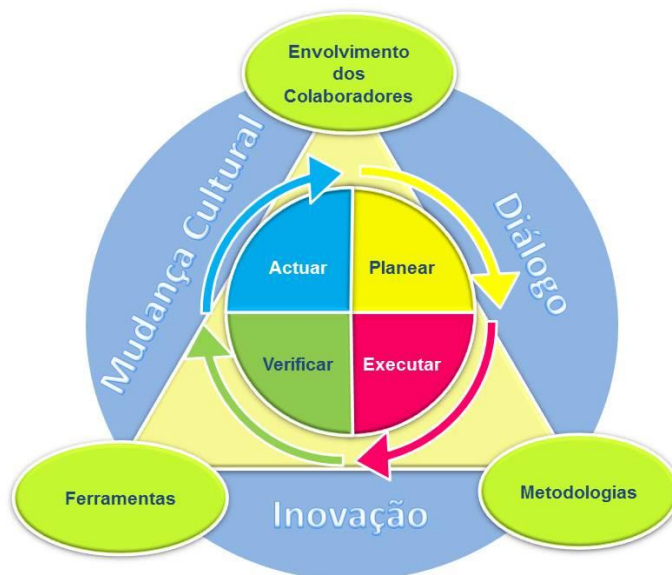 Envolvimento
dos
Colaboradores
Mudança Cultural
Diálogo
Actuar
Planear
Verificar
Executar
Ferramentas
Metodologias
Inovação